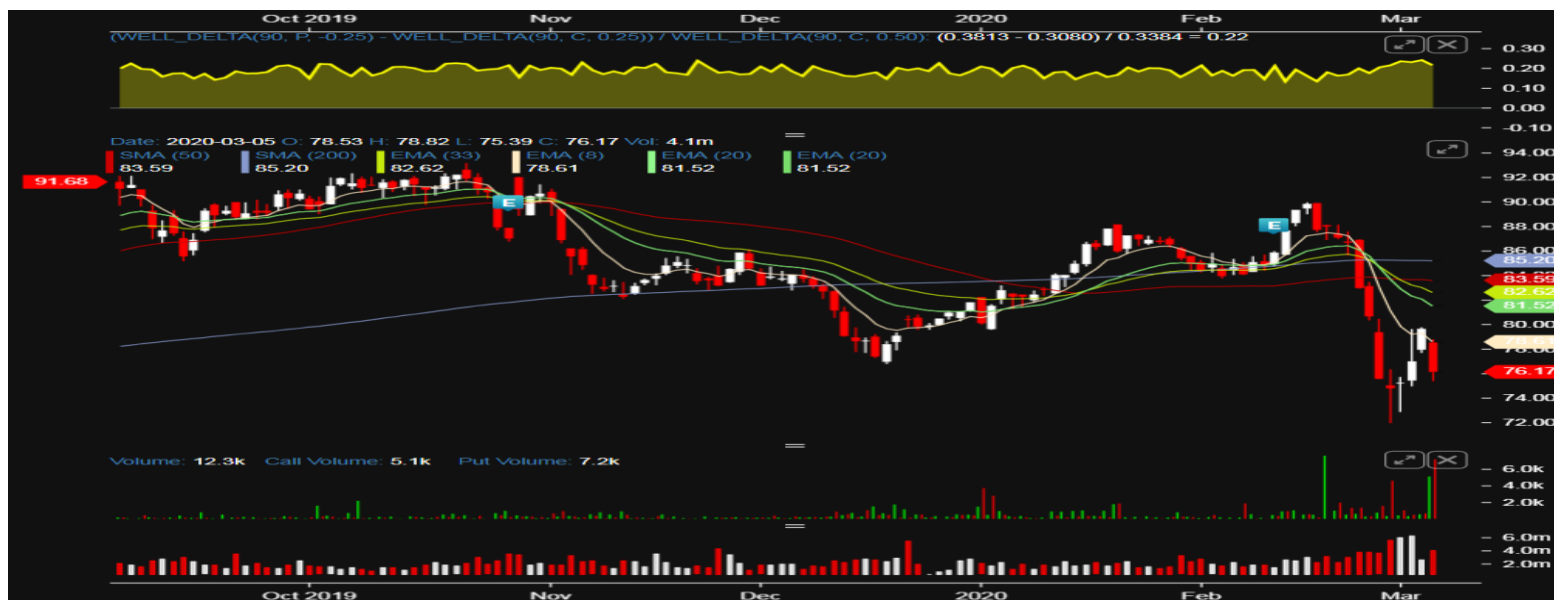 Oct 2019 Nov Dec 2020 Feb Mar
(WELL_DELTA(90, P, -0.25) - WELL_DELTA(90, C, 0.25)) / WELL_DELTA(90, C, 0.50): (0.3813 - 0.3080) / 0.3384 = 0.22
0.30
0.20
0.10
0.00
-0.10
Date: 2020-03-05 O: 78.53 H: 78.82 L: 75.39 C: 76.17 Vol: 4.1m
SMA (50) SMA (200) EMA (33) EMA (8) EMA (20) EMA (20)
83.59 85.20 82.62 78.61 81.52 81.52
94.00
92.00
91.68
90.00
E
88.00
E
86.00
85.20
83.59
82.62
81.52
80.00
78.61
78.00
76.17
74.00
72.00
Volume: 12.3k Call Volume: 5.1k Put Volume: 7.2k
6.0k
4.0k
2.0k
6.0m
4.0m
2.0m
Oct 2019 Nov Dec 2020 Feb Mar